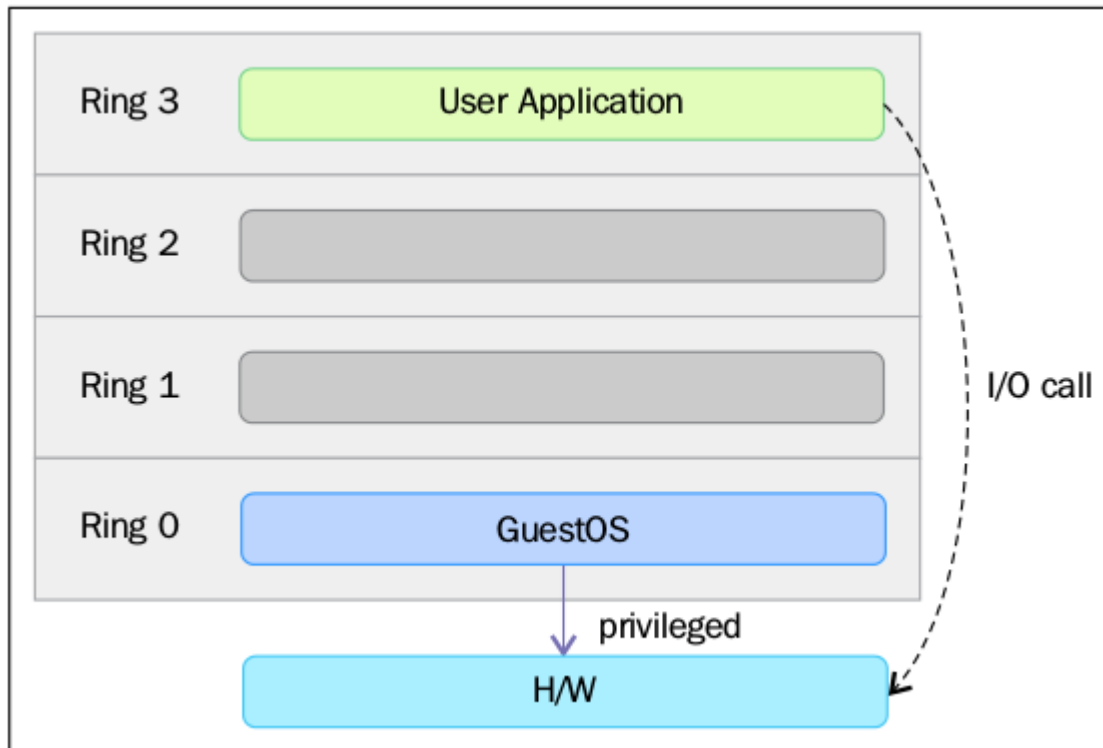 Ring 3
User Application
Ring 2
Ring 1
I/O call
Ring 0
GuestOS
privileged
H/W